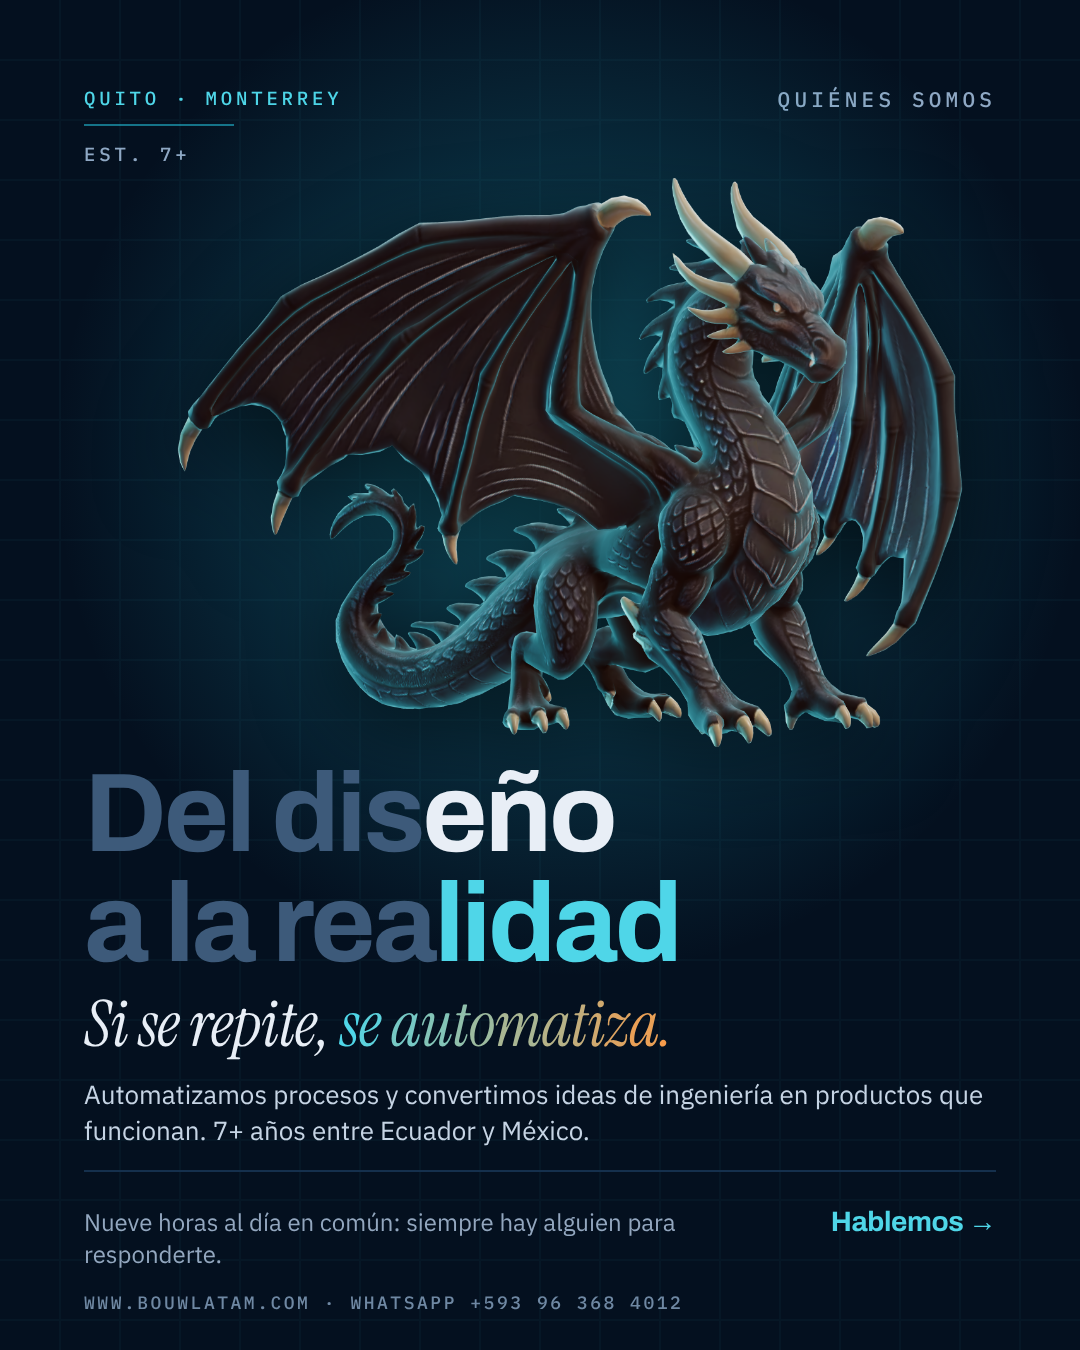 QUITO · MONTERREY
QUIÉNES SOMOS
EST. 7+
Del diseño
a la realidad
Si se repite, se automatiza.
Automatizamos procesos y convertimos ideas de ingeniería en productos que
funcionan. 7+ años entre Ecuador y México.
Nueve horas al día en común: siempre hay alguien para
responderte.
Hablemos →
WWW.BOUWLATAM.COM · WHATSAPP +593 96 368 4012